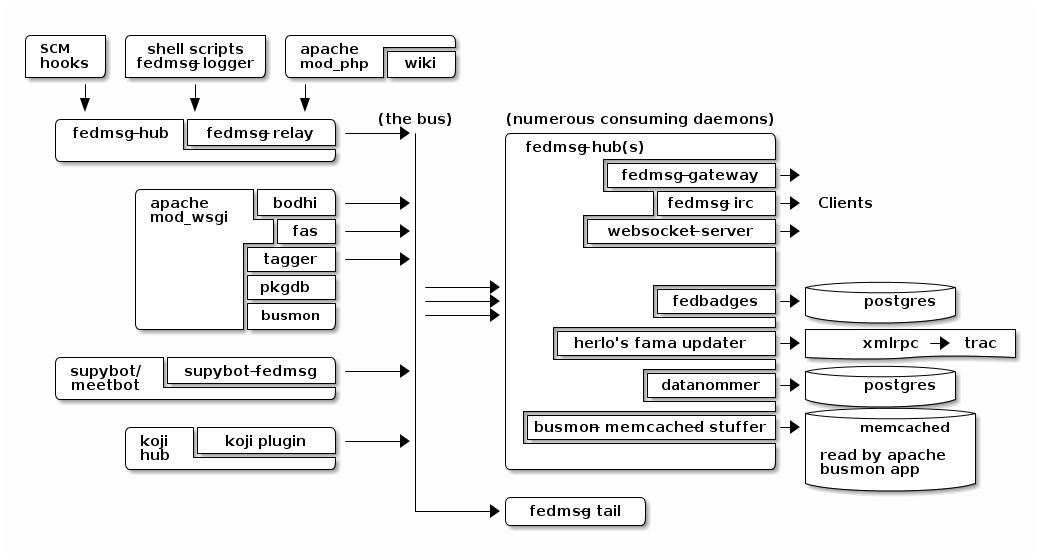 SCM
hooks
shell scripts
fedmsg-logger
apache
mod_php
wiki
fedmsg-hub
fedmsg-relay
(the bus)
(numerous consuming daemons)
fedmsg-hub(s)
fedmsg-gateway
fedmsg-irc
Clients
websocket-server
apache
mod_wsgi
bodhi
fas
tagger
pkgdb
busmon
fedbadges
postgres
herlo's fama updater
xmlrpc
trac
supybot/
meetbot
supybot-fedmsg
datanommer
postgres
busmon-memcached-stuffer
memcached
read by apache
busmon app
koji
hub
koji plugin
fedmsg-tail